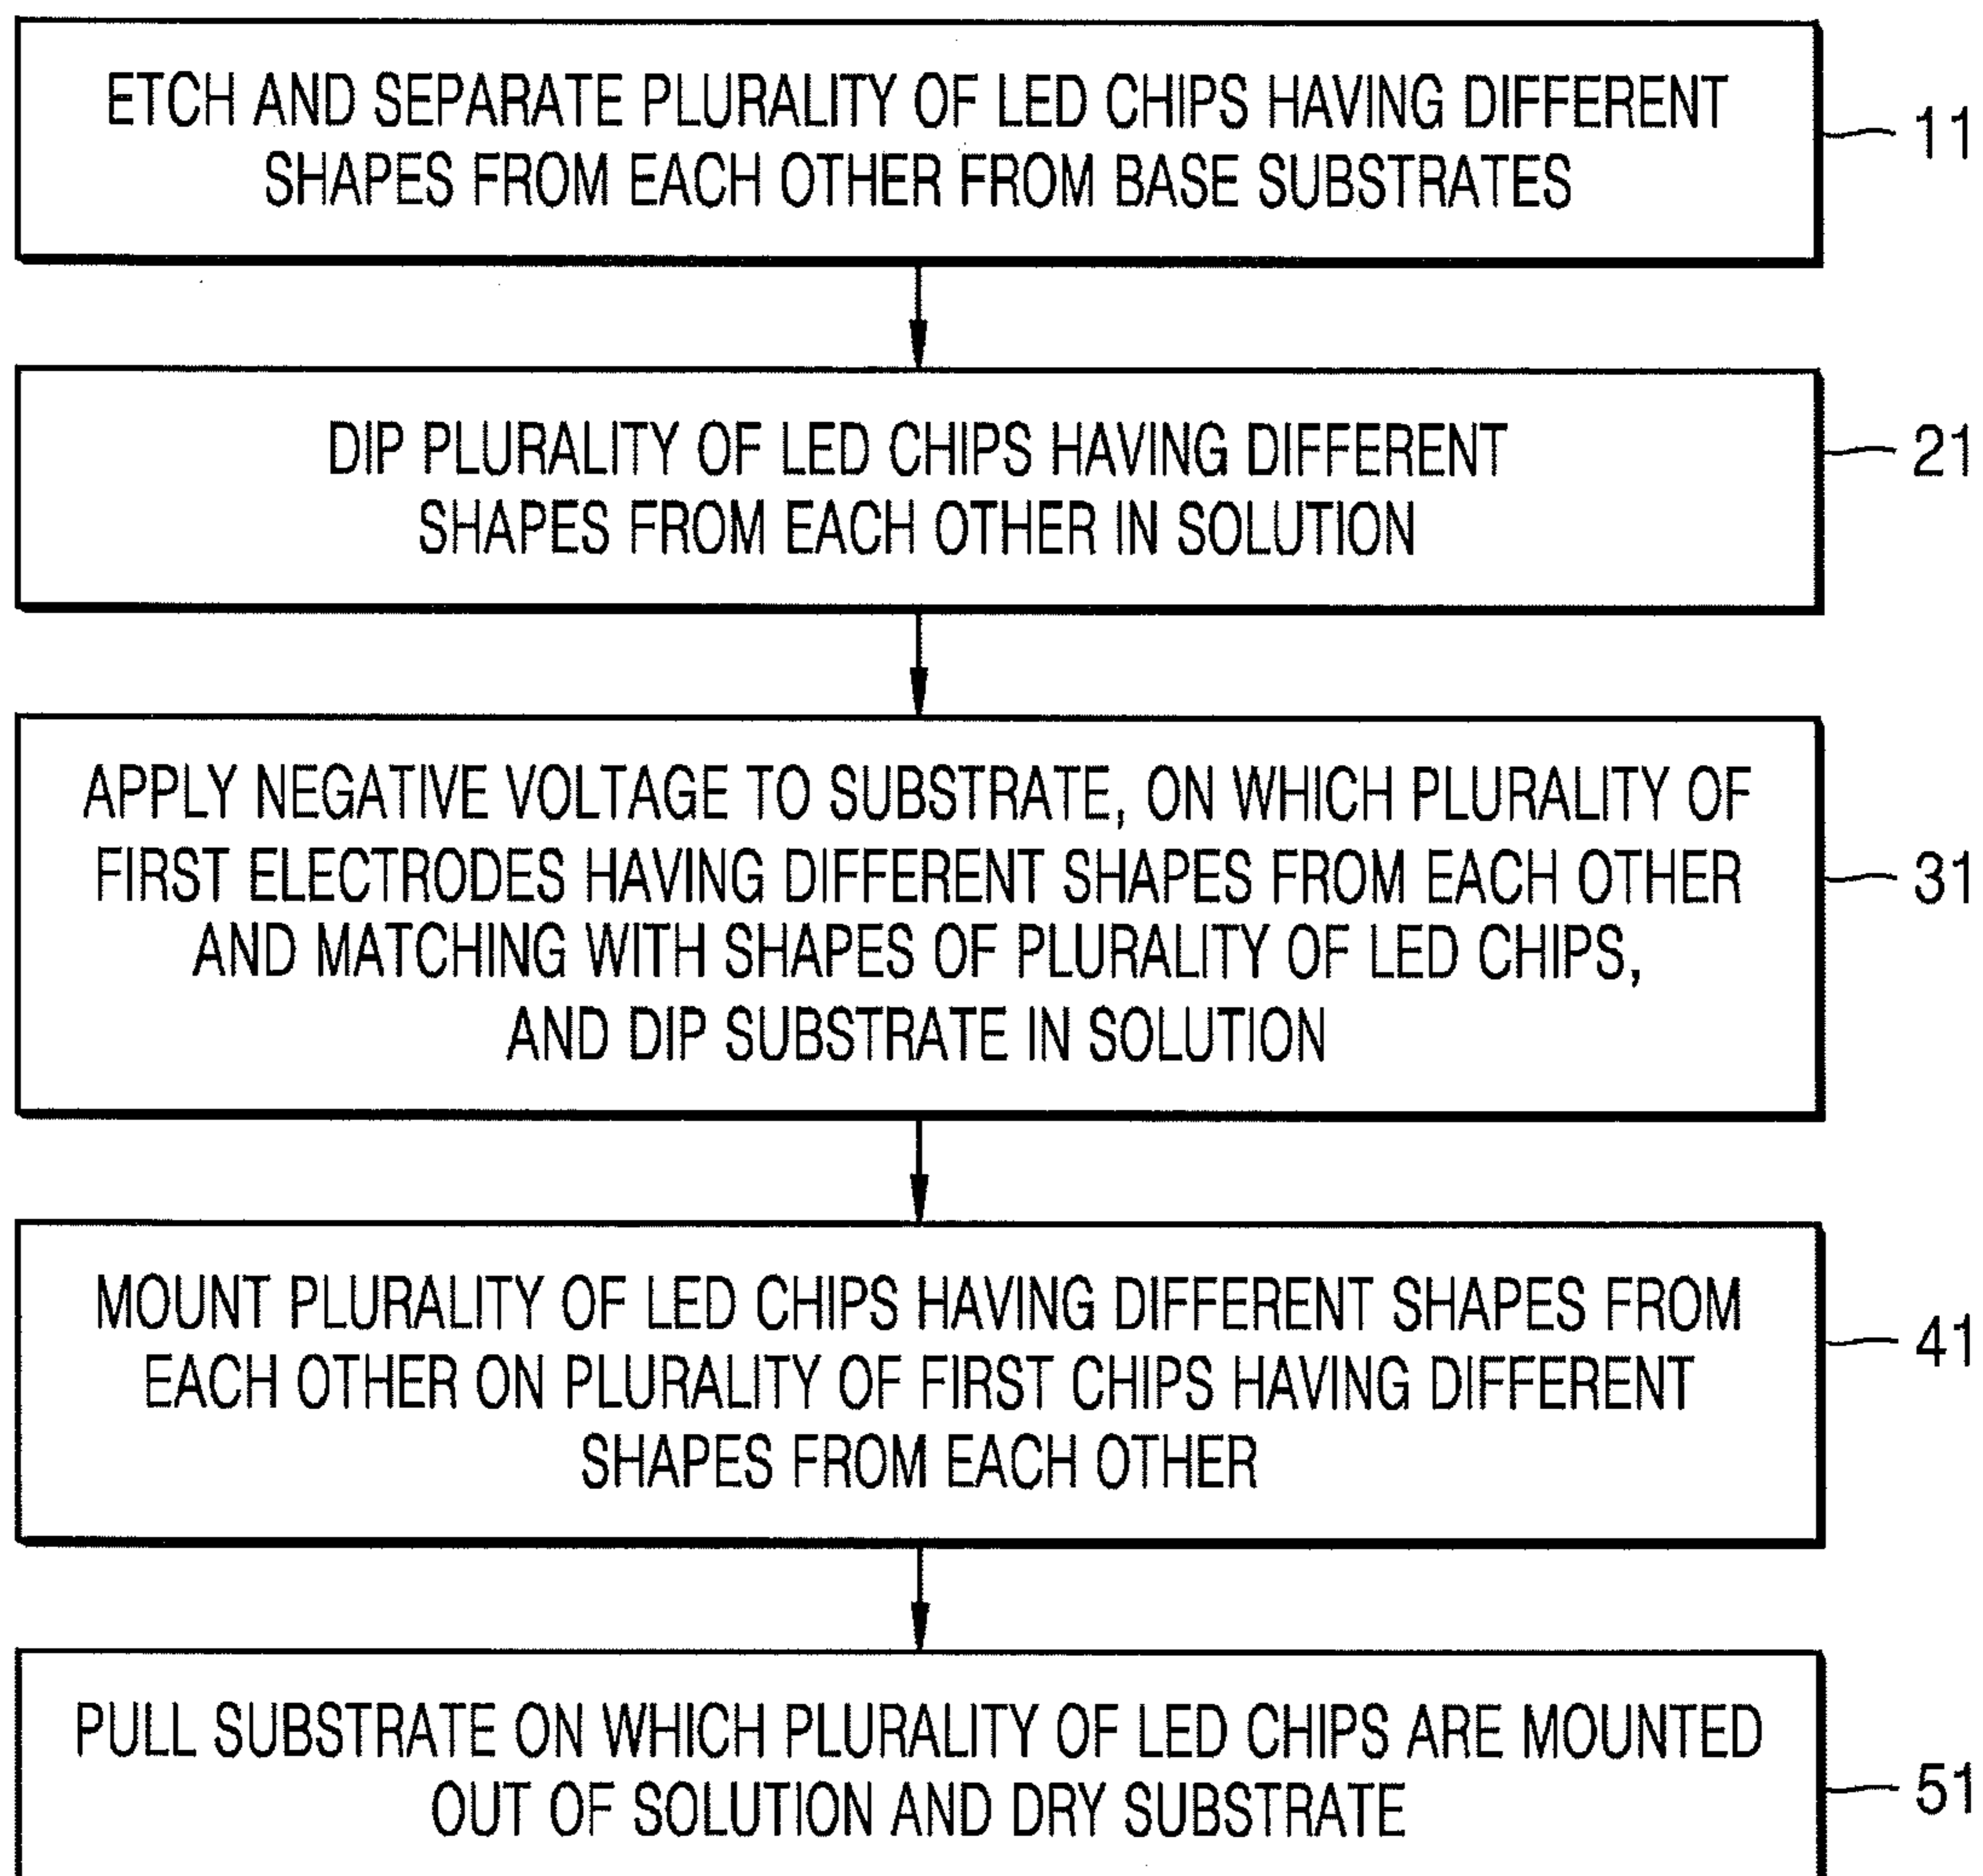 ETCH AND SEPARATE PLURALITY OF LED CHIPS HAVING DIFFERENT
SHAPES FROM EACH OTHER FROM BASE SUBSTRATES
11
DIP PLURALITY OF LED CHIPS HAVING DIFFERENT
SHAPES FROM EACH OTHER IN SOLUTION
21
APPLY NEGATIVE VOLTAGE TO SUBSTRATE, ON WHICH PLURALITY OF
FIRST ELECTRODES HAVING DIFFERENT SHAPES FROM EACH OTHER
AND MATCHING WITH SHAPES OF PLURALITY OF LED CHIPS,
AND DIP SUBSTRATE IN SOLUTION
31
MOUNT PLURALITY OF LED CHIPS HAVING DIFFERENT SHAPES FROM
EACH OTHER ON PLURALITY OF FIRST CHIPS HAVING DIFFERENT
SHAPES FROM EACH OTHER
41
PULL SUBSTRATE ON WHICH PLURALITY OF LED CHIPS ARE MOUNTED
OUT OF SOLUTION AND DRY SUBSTRATE
51